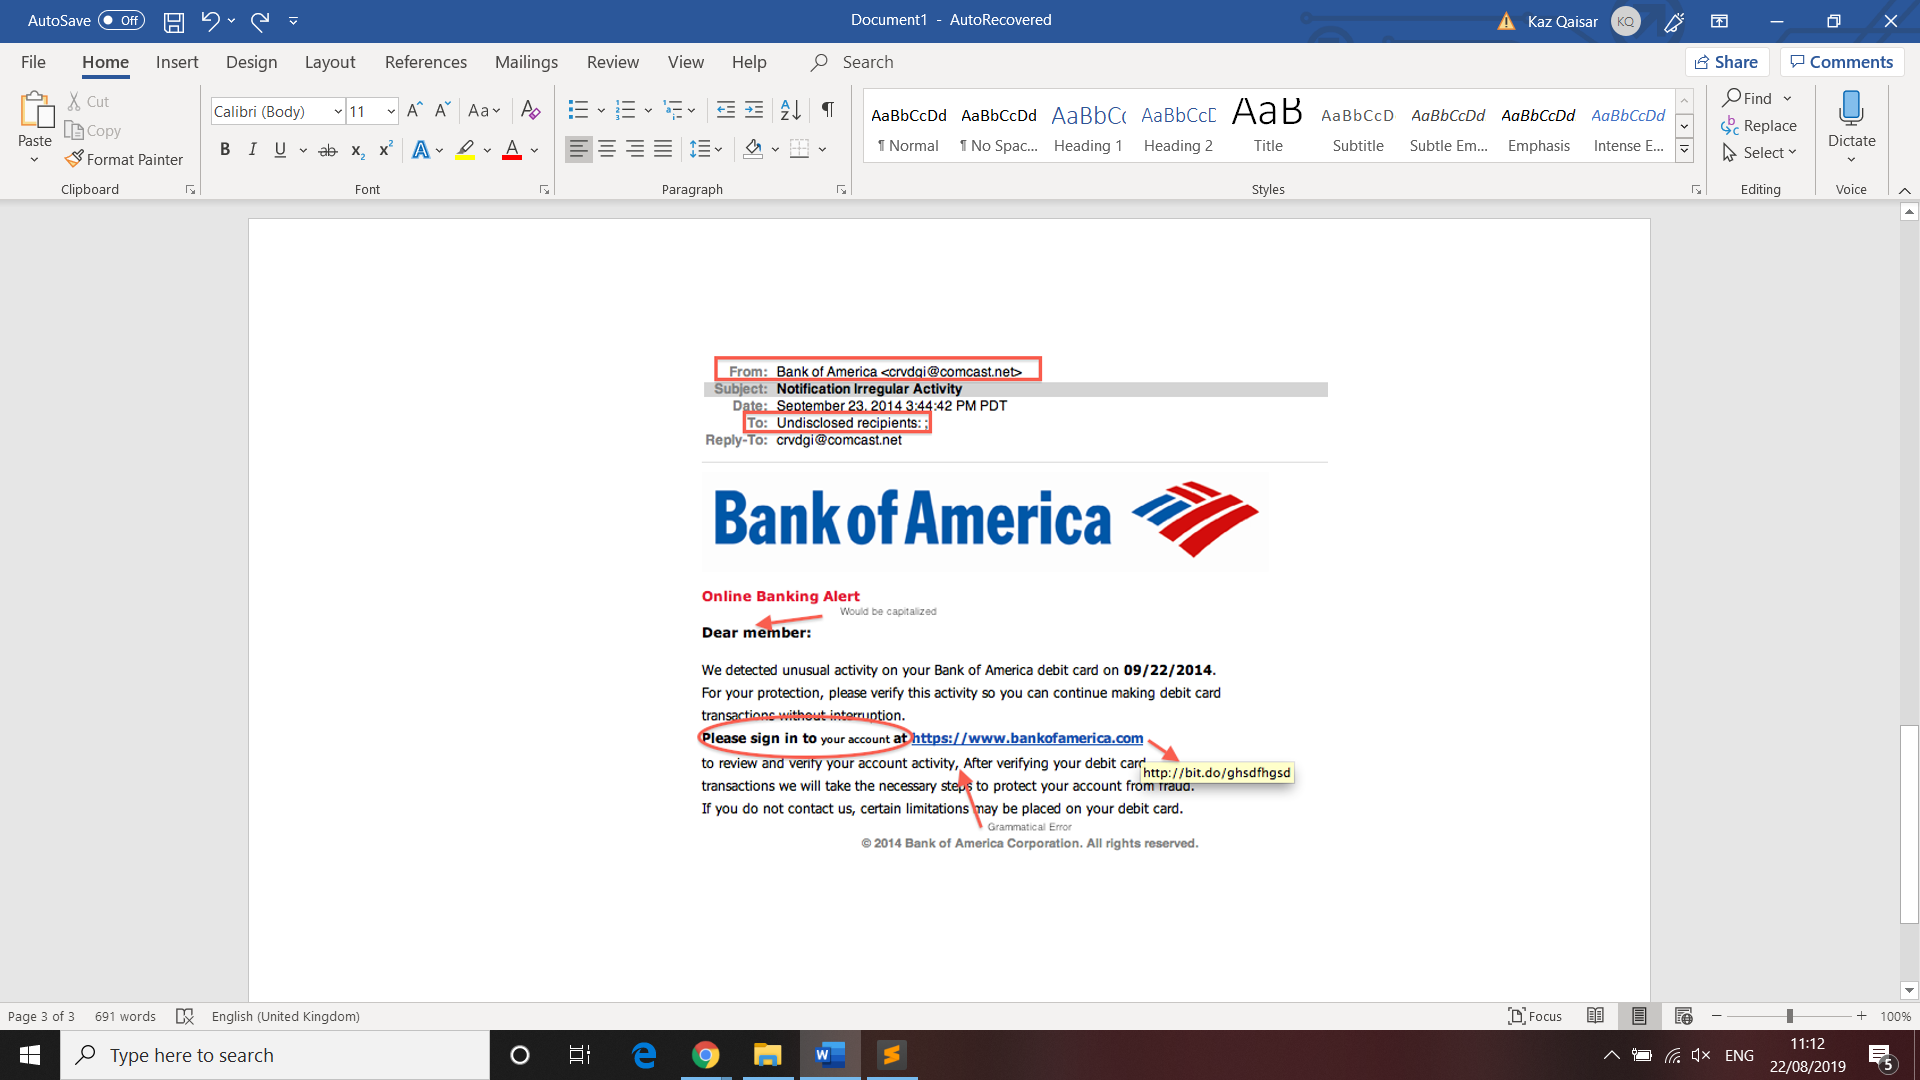 AutoSave Off
Document1 - AutoRecovered
Kaz Qaisar KQ
File Home Insert Design Layout References Mailings Review View Help Search
Share Comments
Paste
Cut
Copy
Format Painter
Clipboard
Calibri (Body) 11
Font
Paragraph
AaBbCcDd AaBbCcDd AaBbCc AaBbCcD AaB AaBbCcD AaBbCcDd AaBbCcDd AaBbCcDd
¶ Normal ¶ No Spac... Heading 1 Heading 2 Title Subtitle Subtle Em... Emphasis Intense E...
Styles
Find
Replace
Select
Editing
Dictate
Voice
From: Bank of America <crvdgi@comcast.net>
Subject: Notification Irregular Activity
Date: September 23, 2014 3:44:42 PM PDT
To: Undisclosed recipients: ;
Reply-To: crvdgi@comcast.net
Bank of America
Online Banking Alert
Would be capitalized
Dear member:
We detected unusual activity on your Bank of America debit card on 09/22/2014.
For your protection, please verify this activity so you can continue making debit card
transactions without interruption.
Please sign in to your account at https://www.bankofamerica.com
to review and verify your account activity, After verifying your debit card
http://bit.do/ghsdfhgsd
transactions we will take the necessary steps to protect your account from fraud.
If you do not contact us, certain limitations may be placed on your debit card.
Grammatical Error
© 2014 Bank of America Corporation. All rights reserved.
Page 3 of 3 691 words English (United Kingdom)
Focus 100%
Type here to search
ENG
11:12
22/08/2019
5